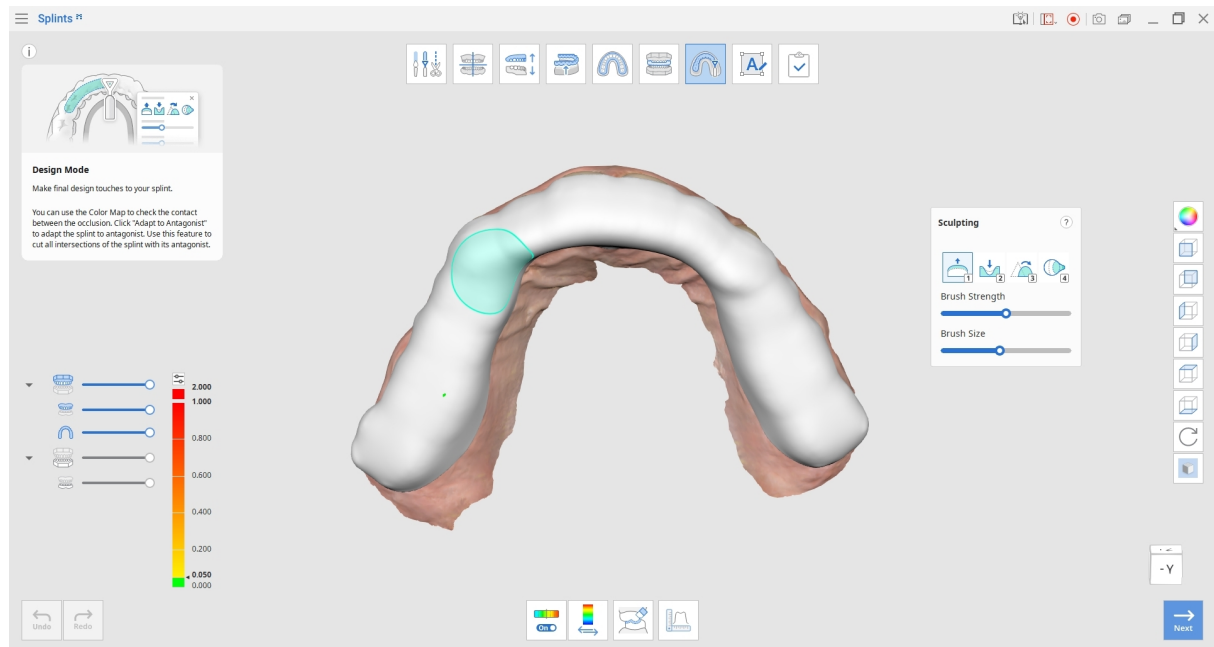 Splints
i
A
Design Mode
Make final design touches to your splint.
You can use the Color Map to check the contact
between the occlusion. Click "Adapt to Antagonist"
to adapt the splint to antagonist. Use this feature to
cut all intersections of the splint with its antagonist.
Sculpting ?
1 2 3 4
Brush Strength
Brush Size
2.000
1.000
0.800
0.600
0.400
0.200
0.050
0.000
- Y
Undo Redo
On
Next